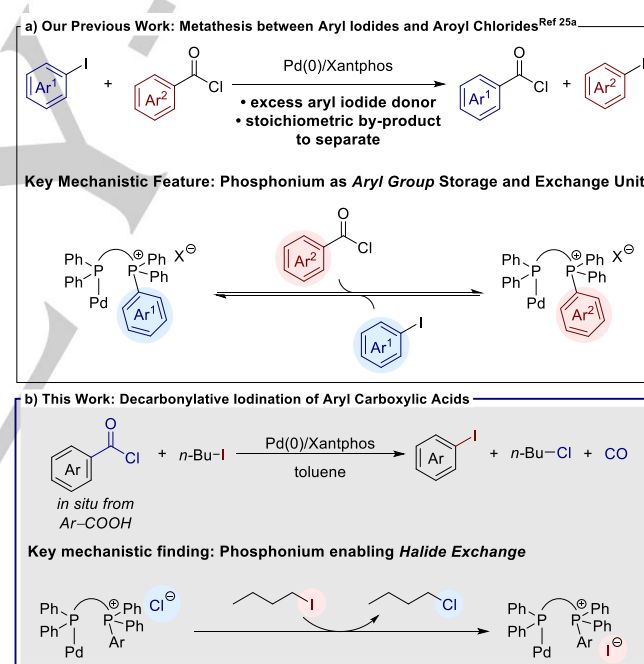 a) Our Previous Work: Metathesis between Aryl Iodides and Aroyl Chlorides Ref 25a
Ar1 I + Ar2 O Cl Pd(0)/Xantphos Ar1 O Cl + Ar2 I
• excess aryl iodide donor
• stoichiometric by-product
to separate
Key Mechanistic Feature: Phosphonium as Aryl Group Storage and Exchange Unit
Ph Ph P Pd P ⊕ Ph Ph X⊖ Ar1
Ar2 O Cl
Ar1 I
Ph Ph P Pd P ⊕ Ph Ph X⊖ Ar2
b) This Work: Decarbonylative Iodination of Aryl Carboxylic Acids
Ar O Cl + n-Bu–I Pd(0)/Xantphos Ar I + n-Bu–Cl + CO
toluene
in situ from
Ar–COOH
Key mechanistic finding: Phosphonium enabling Halide Exchange
Ph Ph P Pd P ⊕ Ph Ph Ar Cl⊖
I Cl
Ph Ph P Pd P ⊕ Ph Ph Ar I⊖